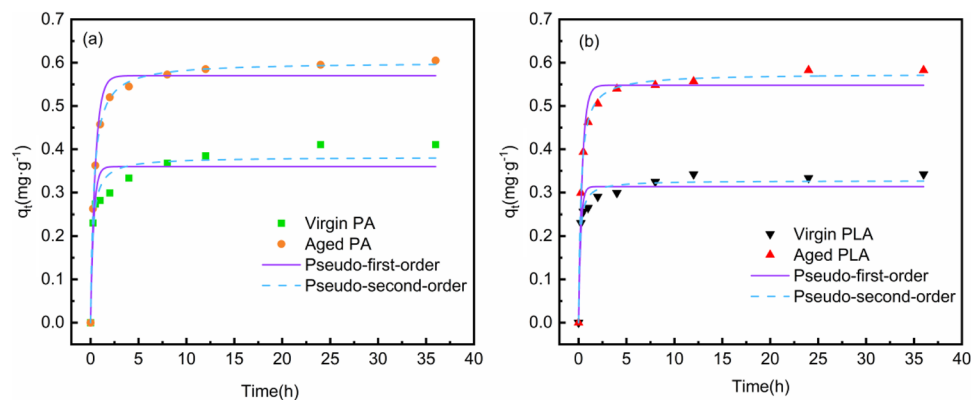 (a)
0.7
0.6
0.5
0.4
0.3
0.2
0.1
0.0
qt(mg·g-1)
Virgin PA
Aged PA
Pseudo-first-order
Pseudo-second-order
0 5 10 15 20 25 30 35 40
Time(h)
(b)
0.7
0.6
0.5
0.4
0.3
0.2
0.1
0.0
qt(mg·g-1)
Virgin PLA
Aged PLA
Pseudo-first-order
Pseudo-second-order
0 5 10 15 20 25 30 35 40
Time(h)